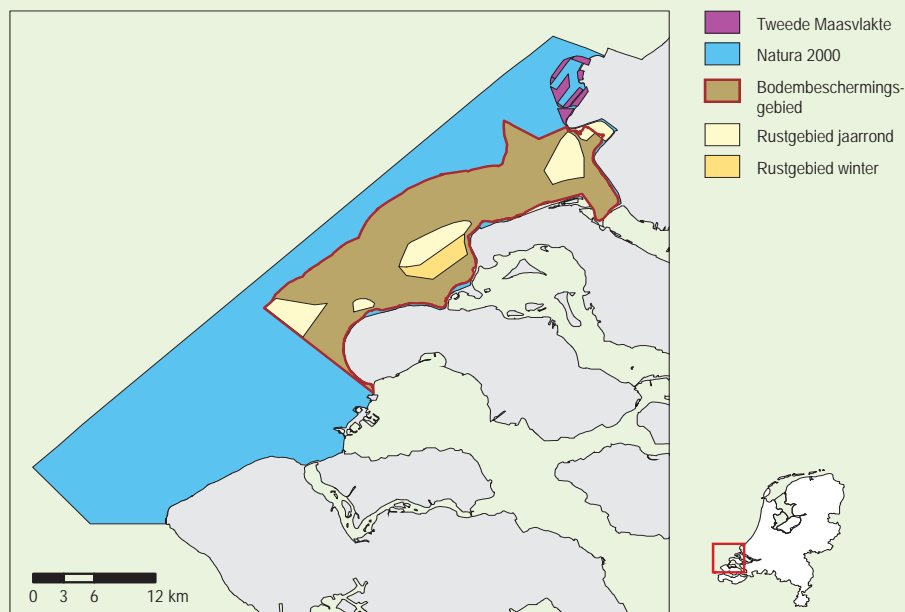 Tweede Maasvlakte
Natura 2000
Bodembeschermings-
gebied
Rustgebied jaarrond
Rustgebied winter
0 3 6 12 km